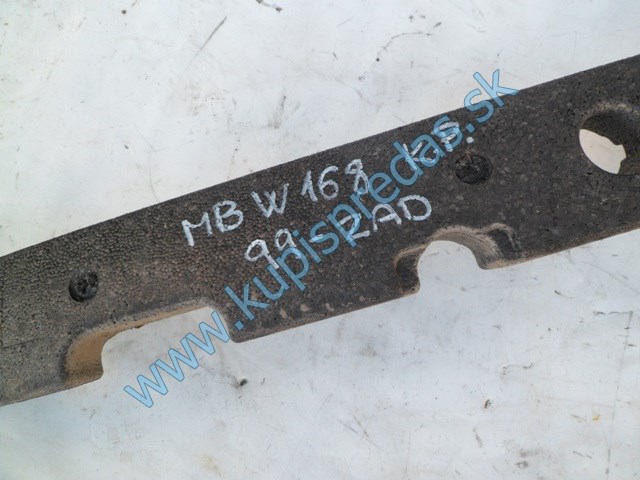 MB W 168 K.P.
99- ZAD
www.kupispredas.sk